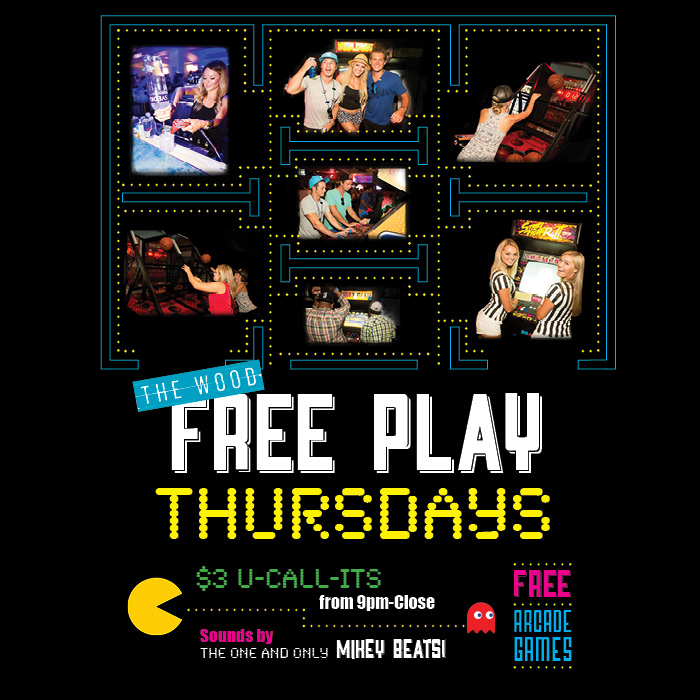 THE WOOD
FREE PLAY
THURSDAYS
$3 U-CALL-ITS
from 9pm-Close
Sounds by
THE ONE AND ONLY MIKEY BEATS!
FREE
ARCADE
GAMES